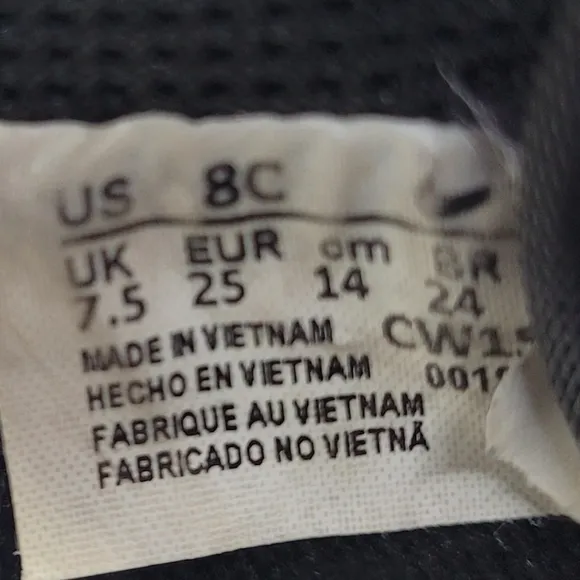 US 8C
UK EUR cm BR
7.5 25 14 24
MADE IN VIETNAM
HECHO EN VIETNAM
FABRIQUE AU VIETNAM
FABRICADO NO VIETNÃ